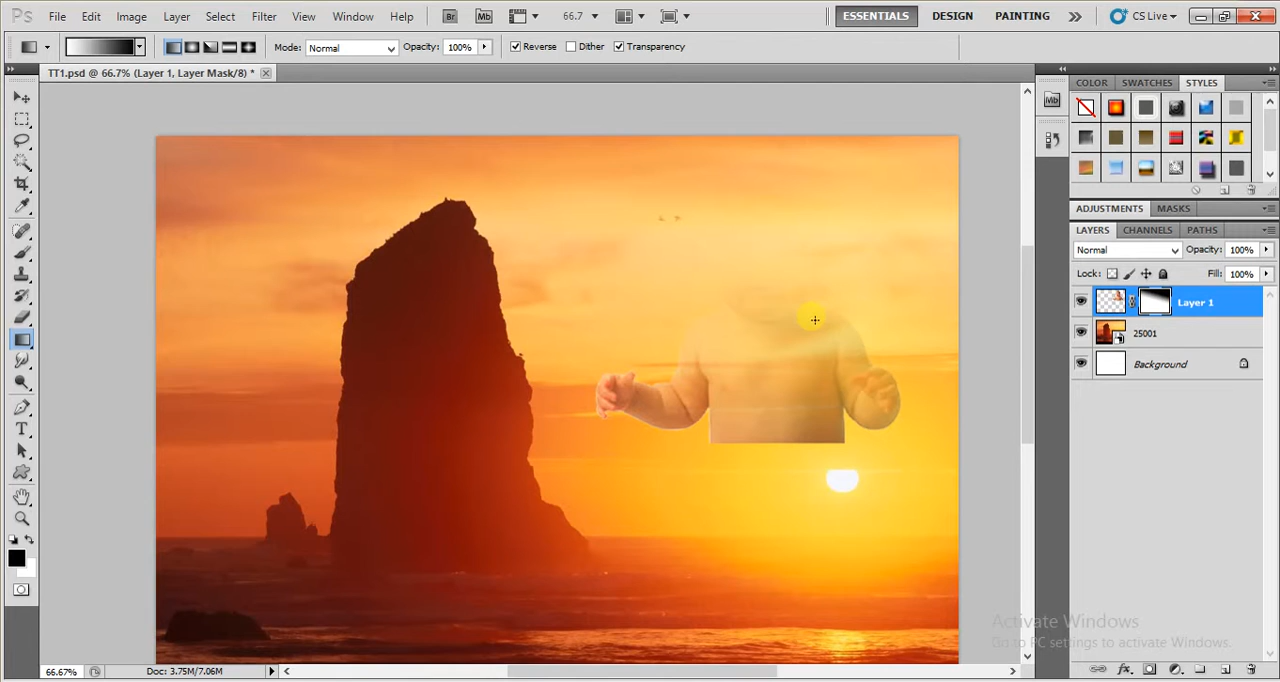 Ps File Edit Image Layer Select Filter View Window Help Br Mb 66.7 ESSENTIALS DESIGN PAINTING CS Live
Mode: Normal Opacity: 100% Reverse Dither Transparency
TT1.psd @ 66.7% (Layer 1, Layer Mask/8) *
COLOR SWATCHES STYLES
Mb
ADJUSTMENTS MASKS
LAYERS CHANNELS PATHS
Normal Opacity: 100%
Lock: Fill: 100%
Layer 1
25001
Background
T
Activate Windows
Go to PC settings to activate Windows.
66.67% Doc: 3.75M/7.06M
fx